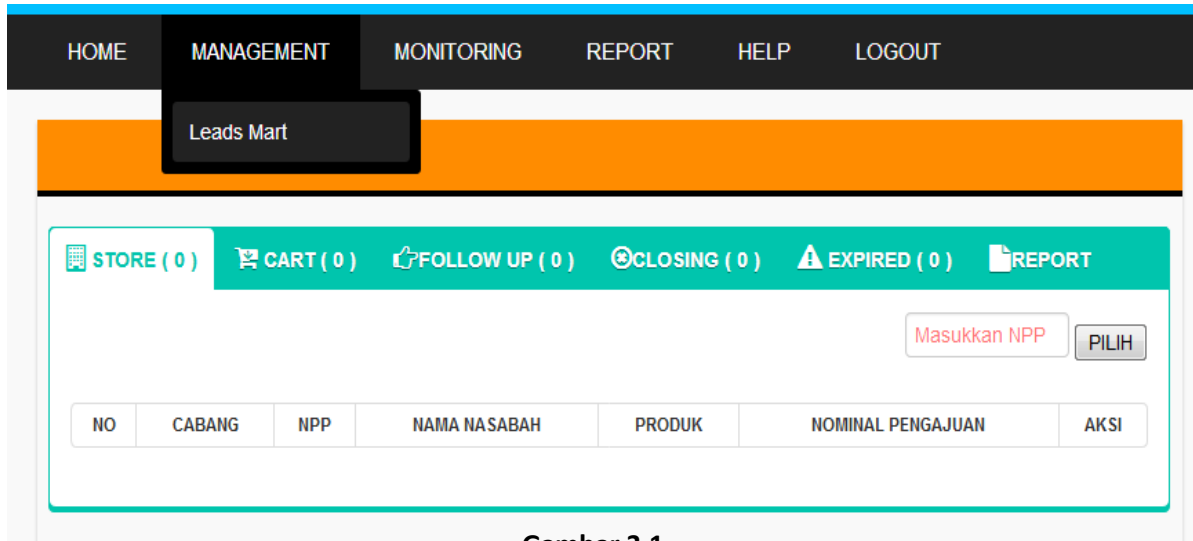 HOME MANAGEMENT MONITORING REPORT HELP LOGOUT
Leads Mart
STORE ( 0 ) CART ( 0 ) FOLLOW UP ( 0 ) CLOSING ( 0 ) EXPIRED ( 0 ) REPORT
Masukkan NPP PILIH
NO CABANG NPP NAMA NASABAH PRODUK NOMINAL PENGAJUAN AKSI